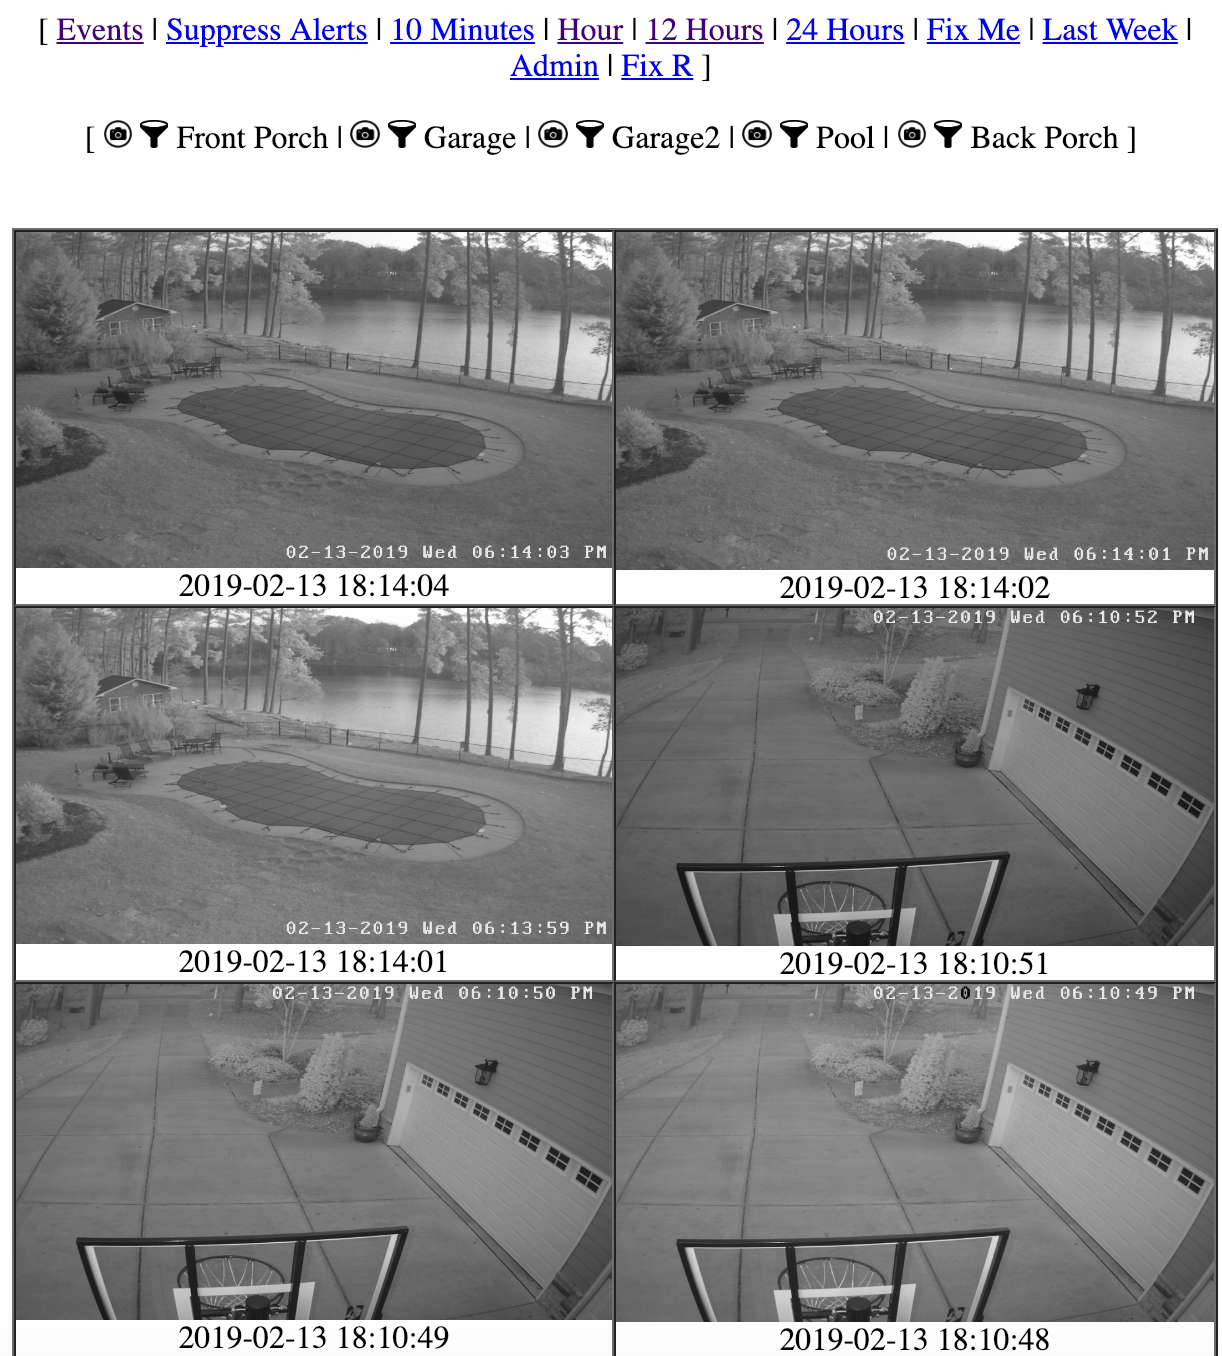 [ Events | Suppress Alerts | 10 Minutes | Hour | 12 Hours | 24 Hours | Fix Me | Last Week |
Admin | Fix R ]
[ Front Porch | Garage | Garage2 | Pool | Back Porch ]
02-13-2019 Wed 06:14:03 PM
2019-02-13 18:14:04
02-13-2019 Wed 06:14:01 PM
2019-02-13 18:14:02
02-13-2019 Wed 06:13:59 PM
2019-02-13 18:14:01
02-13-2019 Wed 06:10:52 PM
2019-02-13 18:10:51
02-13-2019 Wed 06:10:50 PM
2019-02-13 18:10:49
02-13-2019 Wed 06:10:49 PM
2019-02-13 18:10:48